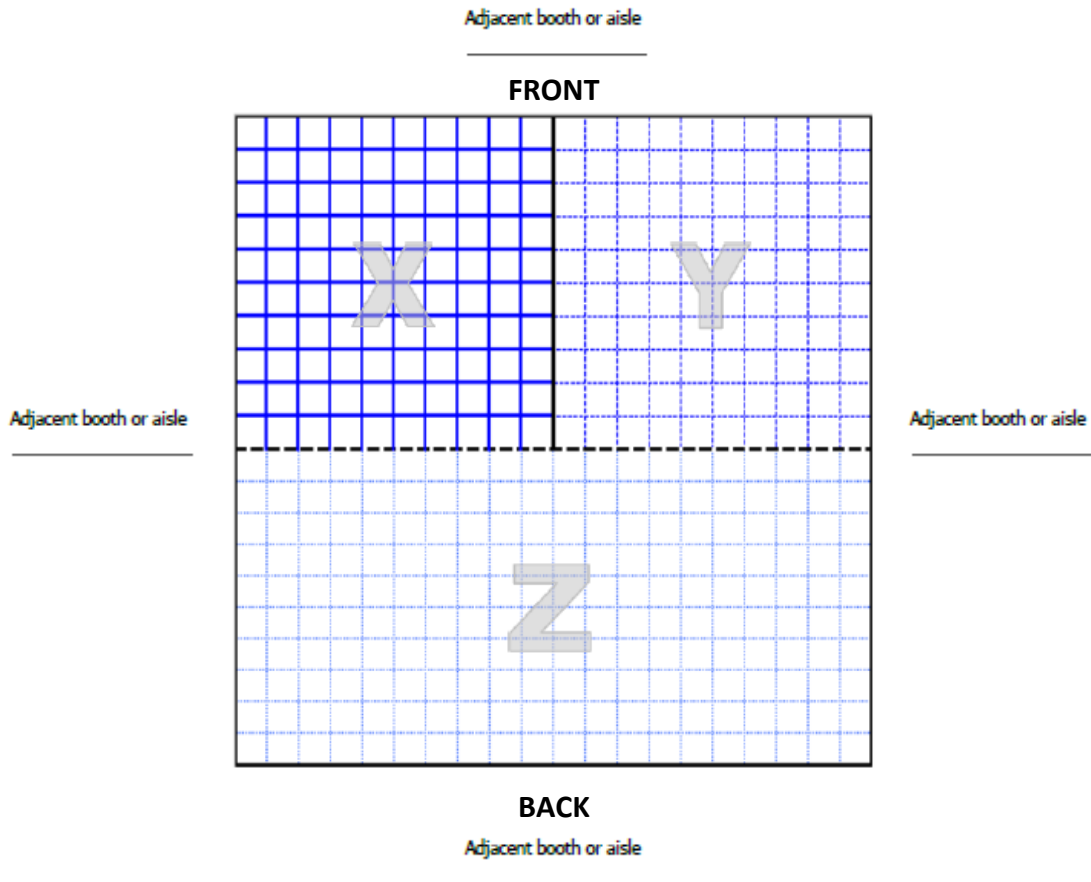 Adjacent booth or aisle
FRONT
X
Y
Adjacent booth or aisle
Adjacent booth or aisle
Z
BACK
Adjacent booth or aisle